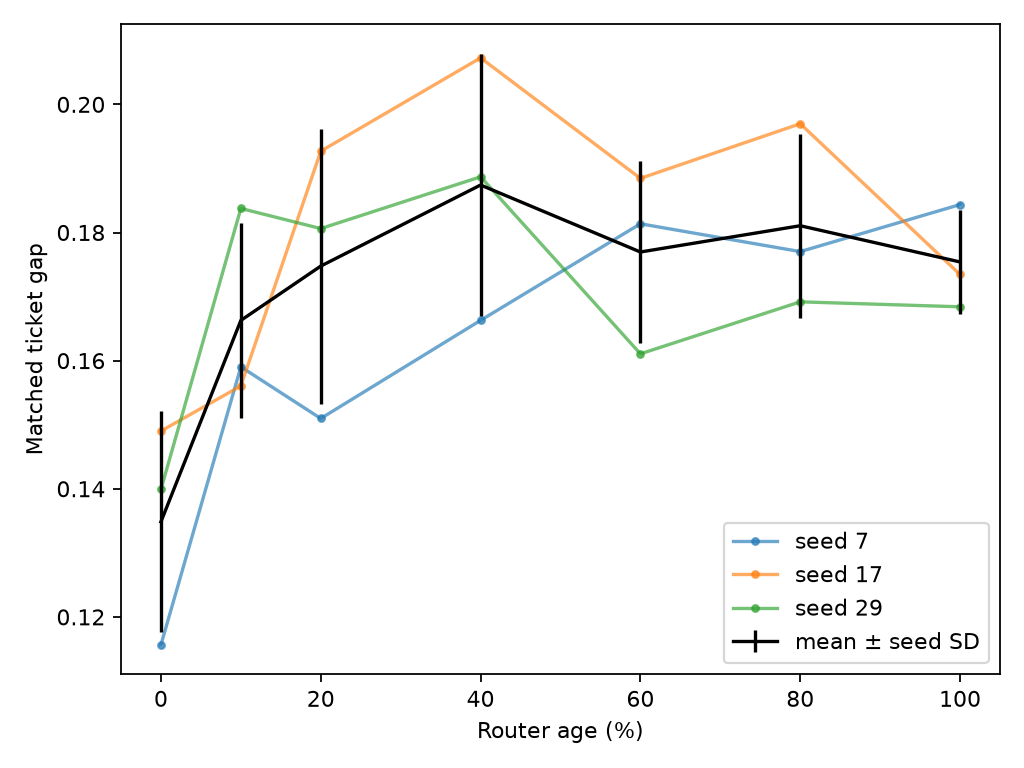 0.20
0.18
0.16
0.14
0.12
Matched ticket gap
seed 7
seed 17
seed 29
mean ± seed SD
0 20 40 60 80 100
Router age (%)